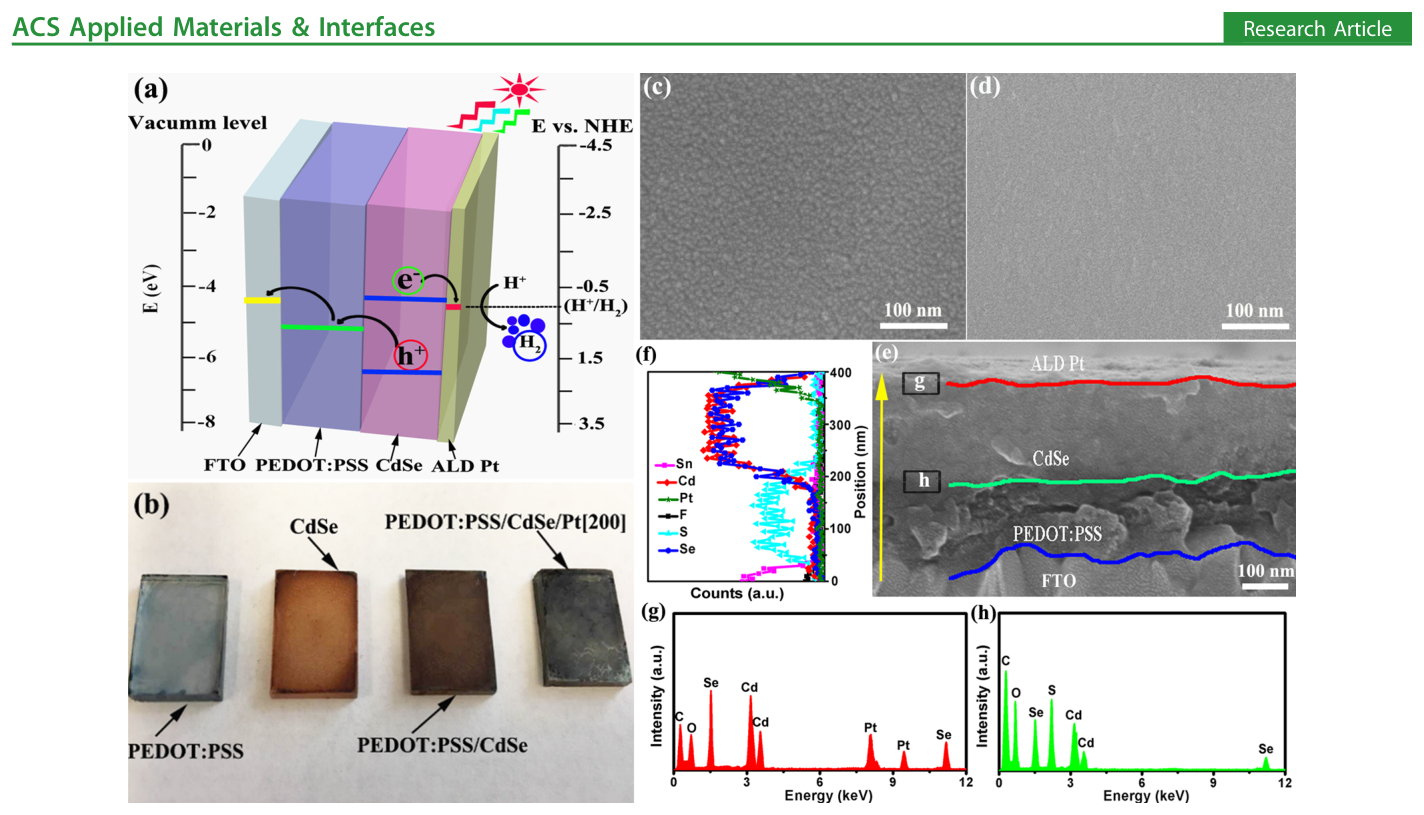 ACS Applied Materials & Interfaces
Research Article
(a)
Vacumm level
E vs. NHE
0
-2
-4
-6
-8
E (eV)
-4.5
-2.5
-0.5
(H⁺/H₂)
1.5
3.5
e⁻
h⁺
H⁺
H₂
FTO PEDOT:PSS CdSe ALD Pt
(b)
CdSe
PEDOT:PSS/CdSe/Pt[200]
PEDOT:PSS
PEDOT:PSS/CdSe
(c)
100 nm
(d)
100 nm
(f)
Sn
Cd
Pt
F
S
Se
400
300
200
100
0
Position (nm)
Counts (a.u.)
(e)
ALD Pt
g
CdSe
h
PEDOT:PSS
FTO
100 nm
(g)
Intensity (a.u.)
C
O
Se
Cd
Cd
Pt
Pt
Se
0 3 6 9 12
Energy (keV)
(h)
Intensity (a.u.)
C
O
Se
S
Cd
Cd
Se
0 3 6 9 12
Energy (keV)